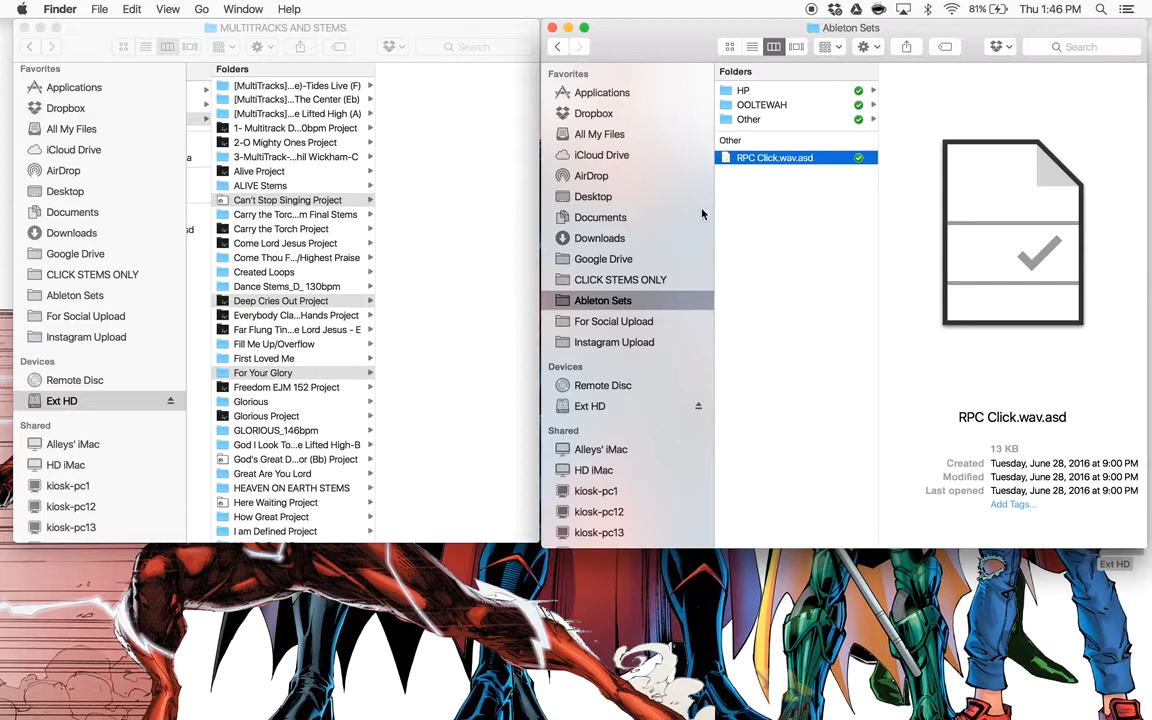 Finder File Edit View Go Window Help
81% Thu 1:46 PM
MULTITRACKS AND STEMS
Search
Favorites
Applications
Dropbox
All My Files
iCloud Drive
AirDrop
Desktop
Documents
Downloads
Google Drive
CLICK STEMS ONLY
Ableton Sets
For Social Upload
Instagram Upload
Devices
Remote Disc
Ext HD
Shared
Alleys' iMac
HD iMac
kiosk-pc1
kiosk-pc12
kiosk-pc13
a
d
Folders
[MultiTracks]...e)-Tides Live (F)
[MultiTracks]...The Center (Eb)
[MultiTracks]...e Lifted High (A)
1- Multitrack D...0bpm Project
2-O Mighty Ones Project
3-MultiTrack-...hil Wickham-C
Alive Project
ALIVE Stems
Can't Stop Singing Project
Carry the Torc...m Final Stems
Carry the Torch Project
Come Lord Jesus Project
Come Thou F.../Highest Praise
Created Loops
Dance Stems_D_ 130bpm
Deep Cries Out Project
Everybody Cla...Hands Project
Far Flung Tin...e Lord Jesus - E
Fill Me Up/Overflow
First Loved Me
For Your Glory
Freedom EJM 152 Project
Glorious
Glorious Project
GLORIOUS_146bpm
God I Look To...e Lifted High-B
God's Great D...or (Bb) Project
Great Are You Lord
HEAVEN ON EARTH STEMS
Here Waiting Project
How Great Project
I am Defined Project
Ableton Sets
Search
Favorites
Applications
Dropbox
All My Files
iCloud Drive
AirDrop
Desktop
Documents
Downloads
Google Drive
CLICK STEMS ONLY
Ableton Sets
For Social Upload
Instagram Upload
Devices
Remote Disc
Ext HD
Shared
Alleys' iMac
HD iMac
kiosk-pc1
kiosk-pc12
kiosk-pc13
Folders
HP
OOLTEWAH
Other
Other
RPC Click.wav.asd
RPC Click.wav.asd
13 KB
Created Tuesday, June 28, 2016 at 9:00 PM
Modified Tuesday, June 28, 2016 at 9:00 PM
Last opened Tuesday, June 28, 2016 at 9:00 PM
Add Tags...
Ext HD